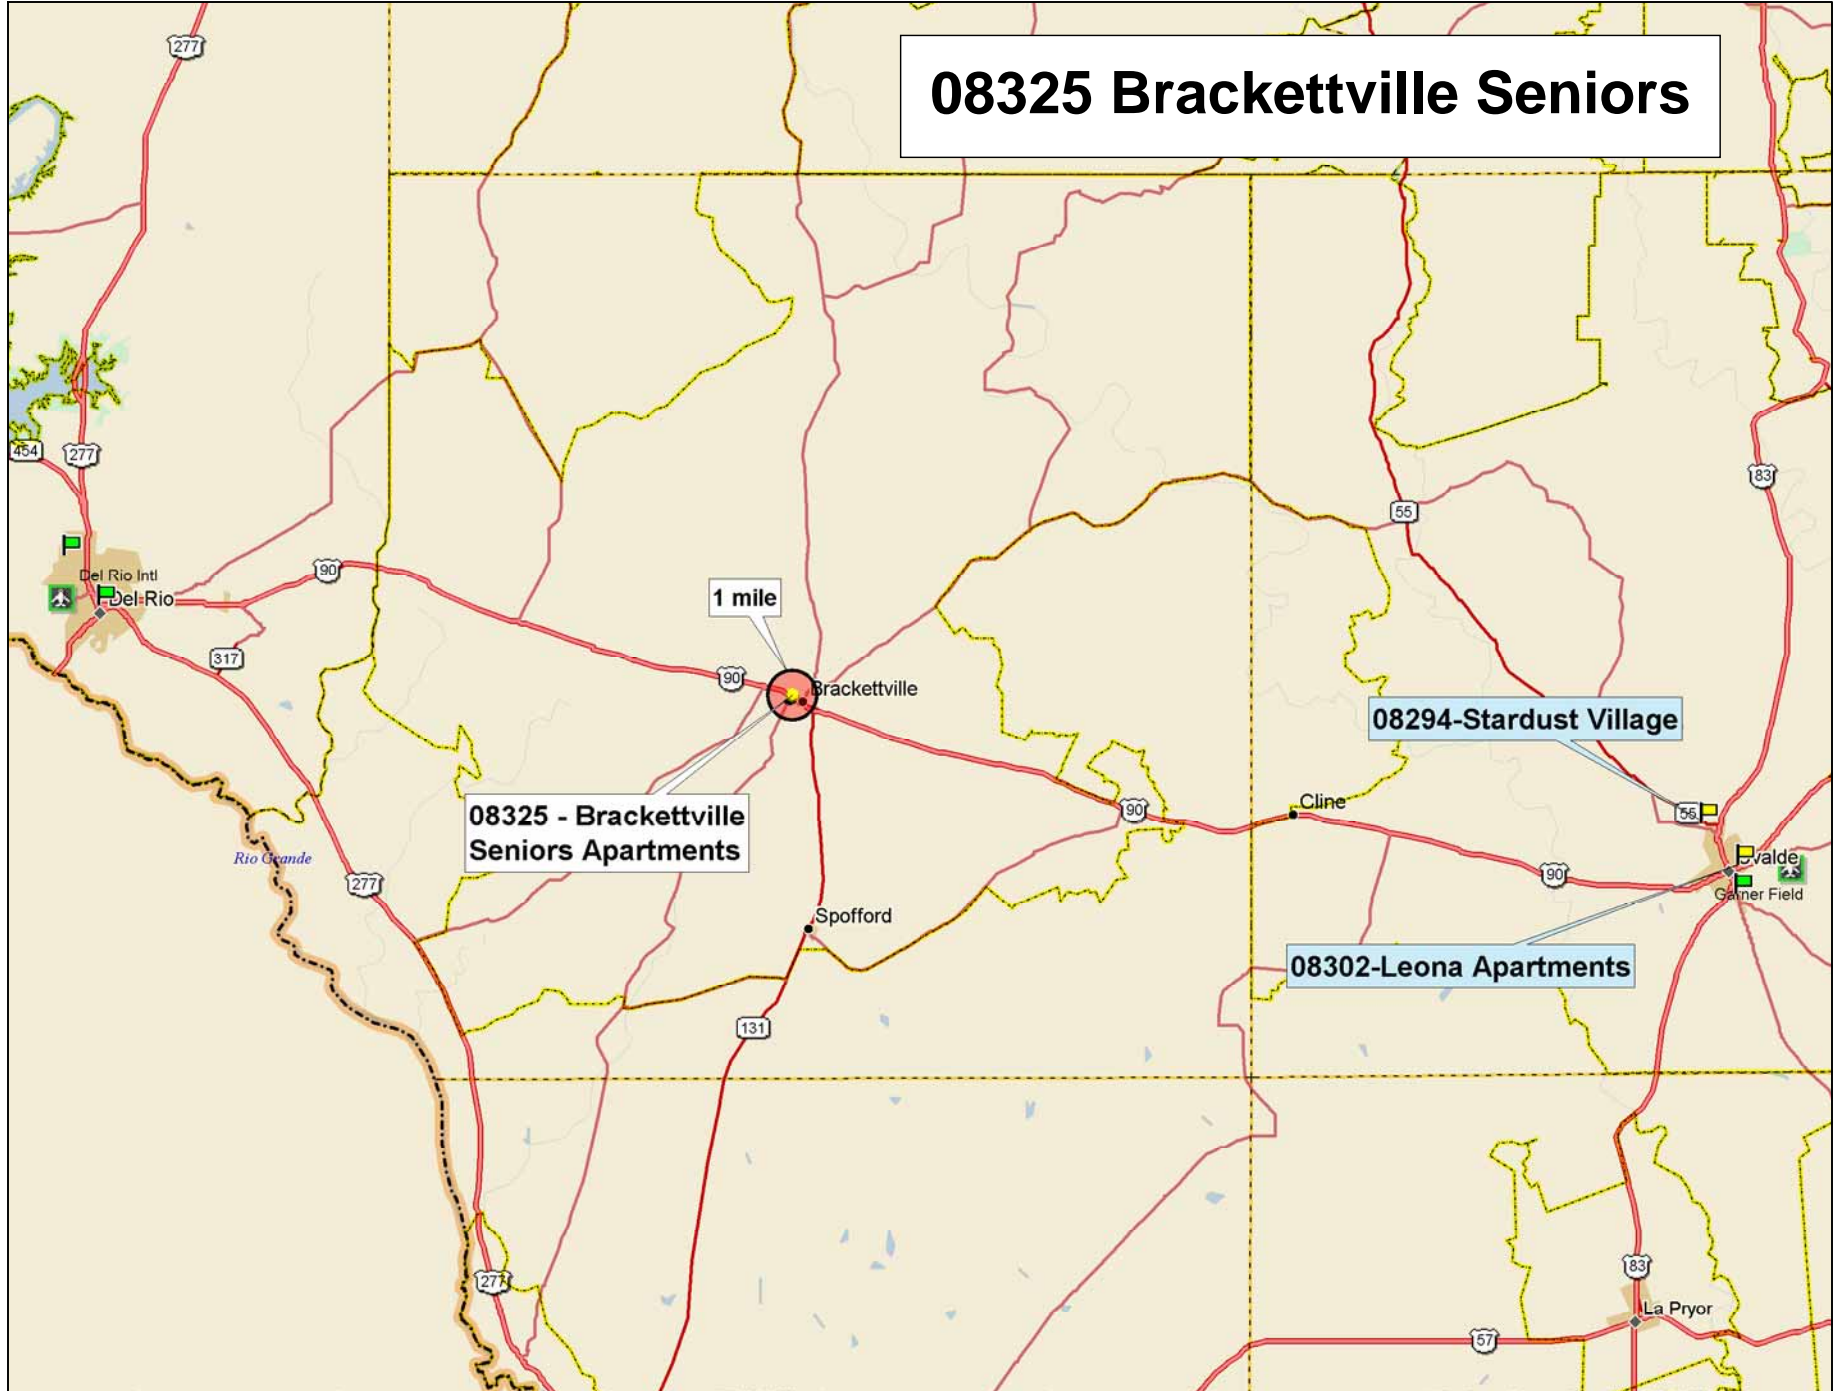 277
08325 Brackettville Seniors
454
277
83
55
Del Rio Intl
Del Rio
90
1 mile
317
90
Brackettville
08294-Stardust Village
08325 - Brackettville
Seniors Apartments
90
Cline
55
Rio Grande
277
90
Uvalde
Garner Field
Spofford
08302-Leona Apartments
131
83
277
La Pryor
57